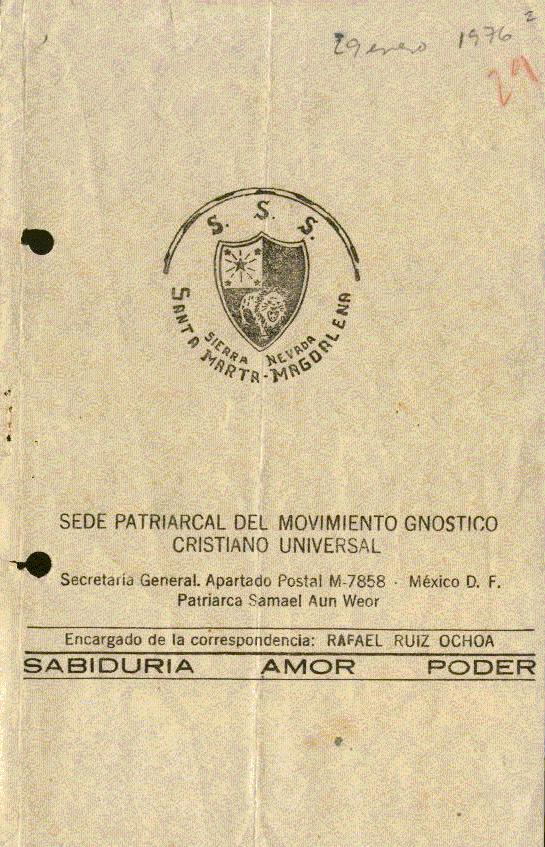 29 enero 1976
2
S. S. S.
SIERRA NEVADA
SANTA MARTA-MAGDALENA
SEDE PATRIARCAL DEL MOVIMIENTO GNOSTICO
CRISTIANO UNIVERSAL
Secretaría General. Apartado Postal M-7858 - México D. F.
Patriarca Samael Aun Weor
Encargado de la correspondencia: RAFAEL RUIZ OCHOA
SABIDURIA AMOR PODER